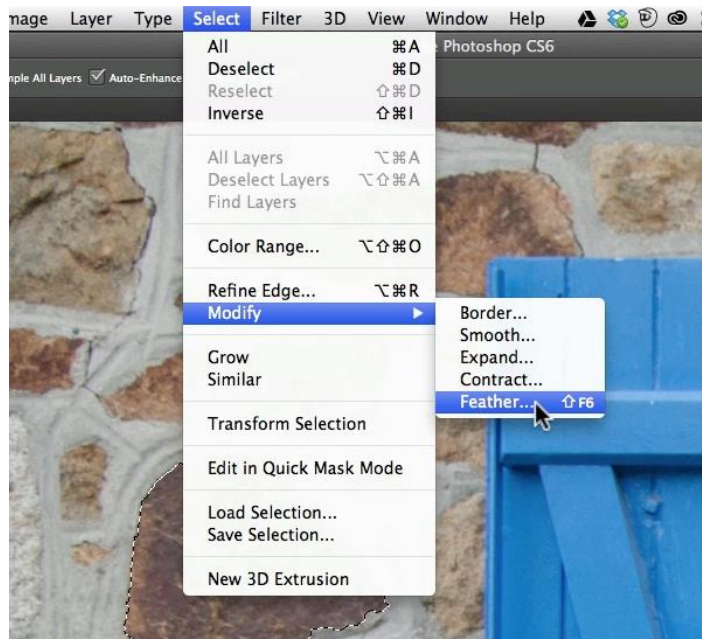 mage Layer Type Select Filter 3D View Window Help
Photoshop CS6
mple All Layers Auto-Enhance
All ⌘A
Deselect ⌘D
Reselect ⇧⌘D
Inverse ⇧⌘I
All Layers ⌥⌘A
Deselect Layers ⌥⇧⌘A
Find Layers
Color Range... ⌥⇧⌘O
Refine Edge... ⌥⌘R
Modify ▶
Border...
Smooth...
Expand...
Contract...
Feather... ⇧F6
Grow
Similar
Transform Selection
Edit in Quick Mask Mode
Load Selection...
Save Selection...
New 3D Extrusion